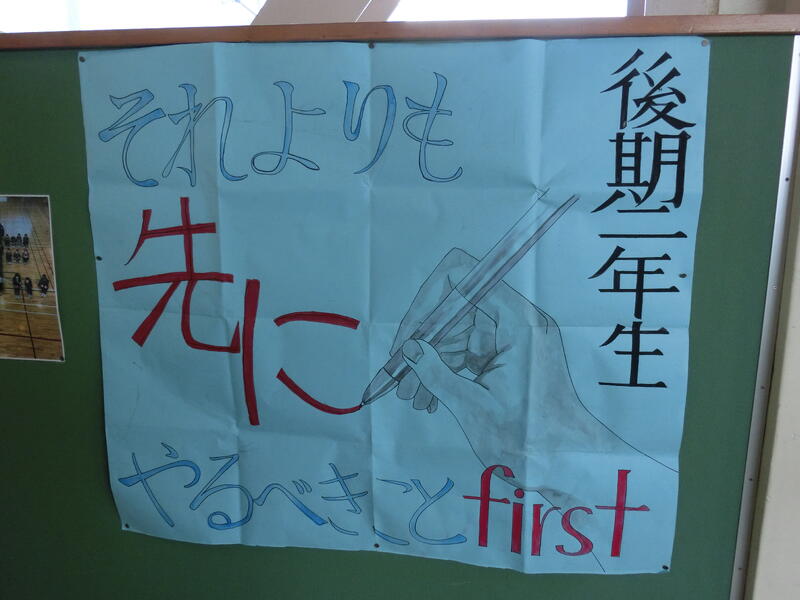 後期二年生
それよりも
先に
やるべきことfirst